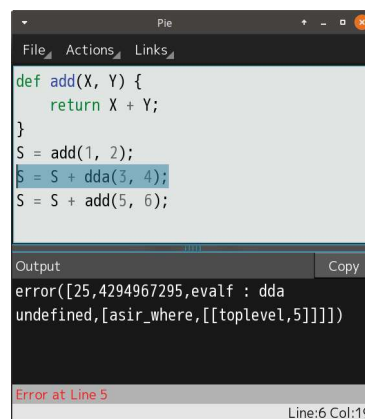 Pie
File Actions Links
def add(X, Y) {
    return X + Y;
}
S = add(1, 2);
S = S + dda(3, 4);
S = S + add(5, 6);
Output Copy
error([25,4294967295,evalf : dda
undefined,[asir_where,[[toplevel,5]]]])
Error at Line 5
Line:6 Col:19